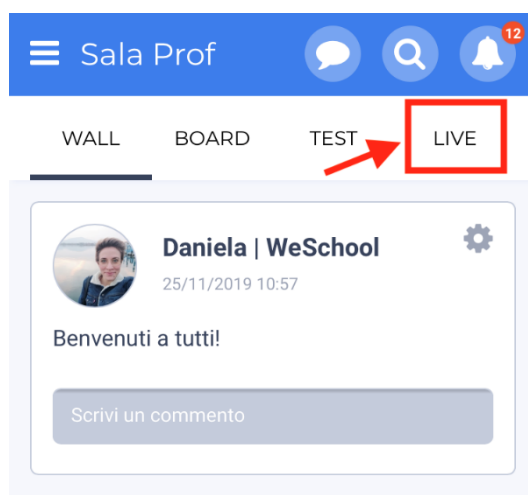 Sala Prof
12
WALL BOARD TEST LIVE
Daniela | WeSchool
25/11/2019 10:57
Benvenuti a tutti!
Scrivi un commento